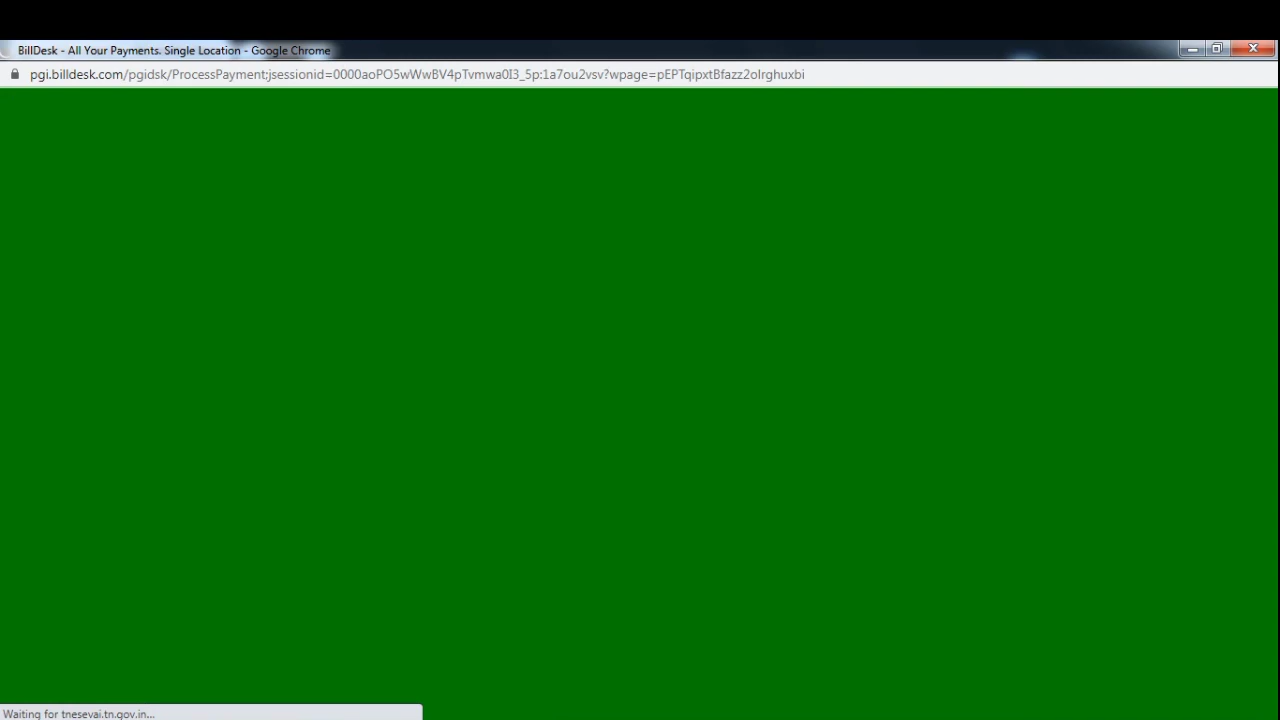 BillDesk - All Your Payments. Single Location - Google Chrome
pgi.billdesk.com/pgidsk/ProcessPayment;jsessionid=0000aoPO5wWwBV4pTvmwa0I3_5p:1a7ou2vsv?wpage=pEPTqipxtBfazz2olrghuxbi
Waiting for tnesevai.tn.gov.in...